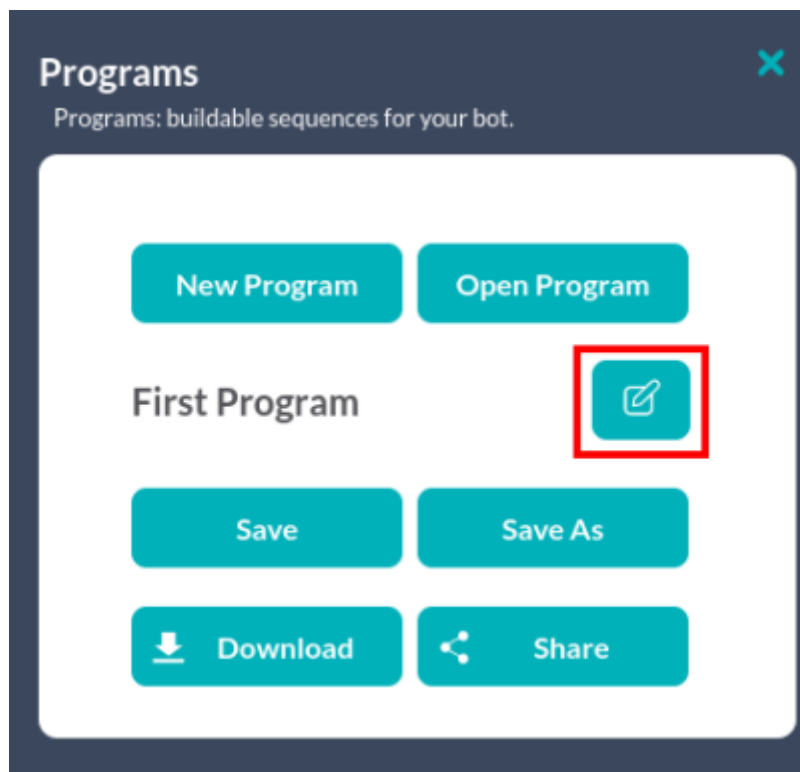 Programs
Programs: buildable sequences for your bot.
New Program Open Program
First Program
Save Save As
Download Share